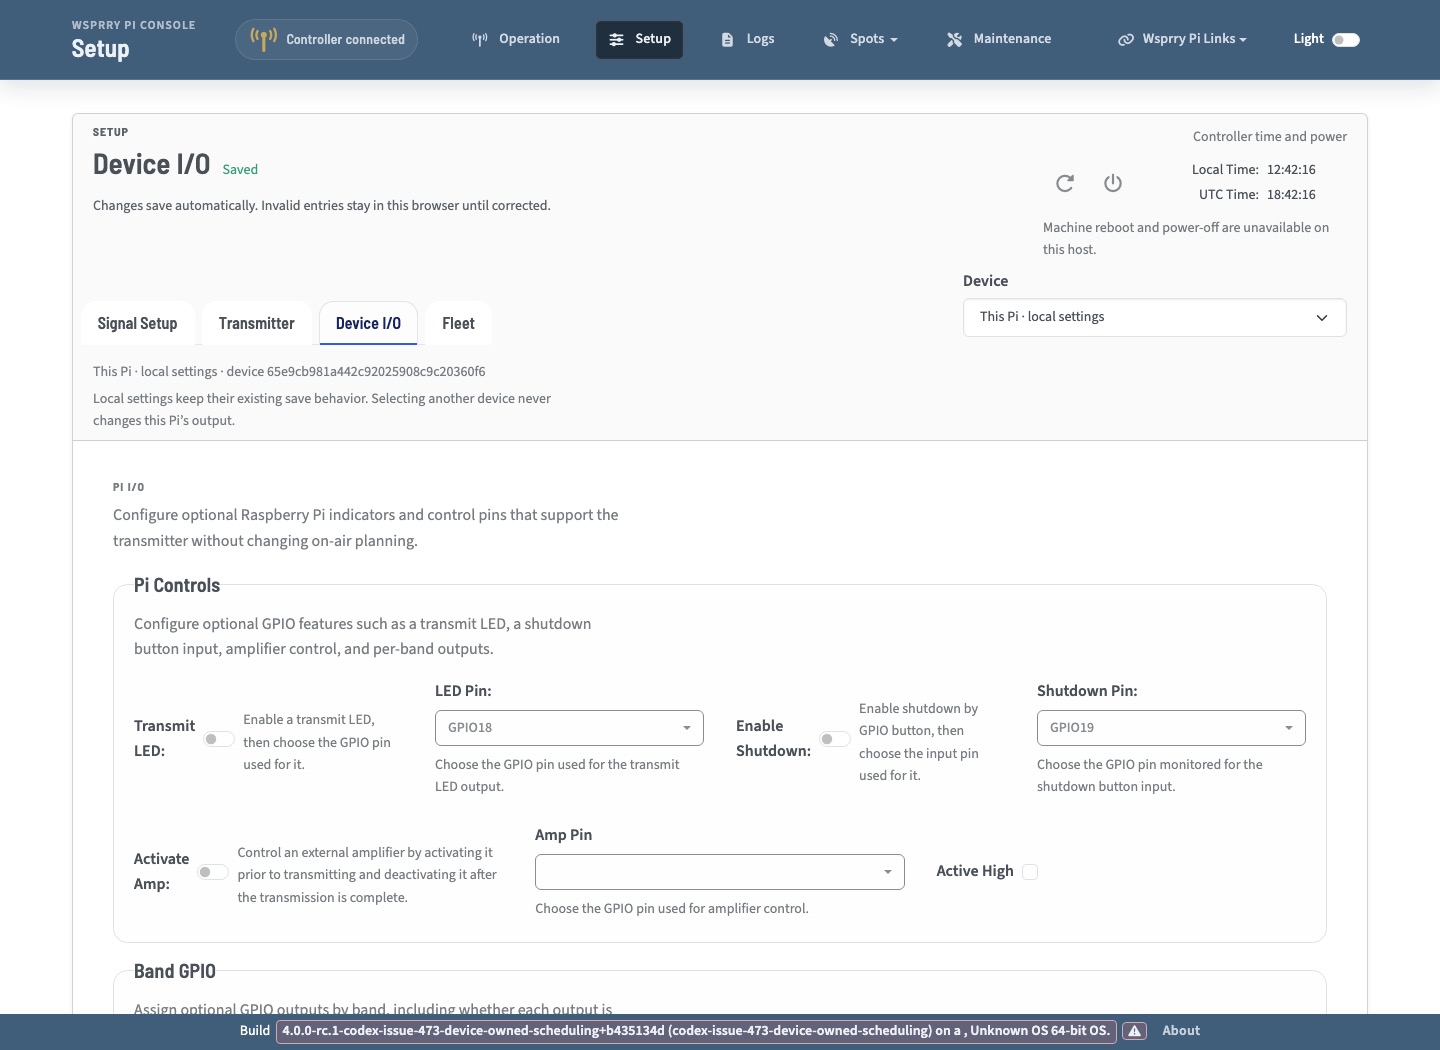 WSPRRY PI CONSOLE
Setup
Controller connected
Operation
Setup
Logs
Spots
Maintenance
Wsprry Pi Links
Light
SETUP
Device I/O Saved
Changes save automatically. Invalid entries stay in this browser until corrected.
Controller time and power
Local Time: 12:42:16
UTC Time: 18:42:16
Machine reboot and power-off are unavailable on
this host.
Device
This Pi · local settings
Signal Setup
Transmitter
Device I/O
Fleet
This Pi · local settings · device 65e9cb981a442c92025908c9c20360f6
Local settings keep their existing save behavior. Selecting another device never
changes this Pi’s output.
PI I/O
Configure optional Raspberry Pi indicators and control pins that support the
transmitter without changing on-air planning.
Pi Controls
Configure optional GPIO features such as a transmit LED, a shutdown
button input, amplifier control, and per-band outputs.
Transmit
LED:
Enable a transmit LED,
then choose the GPIO pin
used for it.
LED Pin:
GPIO18
Choose the GPIO pin used for the transmit
LED output.
Enable
Shutdown:
Enable shutdown by
GPIO button, then
choose the input pin
used for it.
Shutdown Pin:
GPIO19
Choose the GPIO pin monitored for the
shutdown button input.
Activate
Amp:
Control an external amplifier by activating it
prior to transmitting and deactivating it after
the transmission is complete.
Amp Pin
Choose the GPIO pin used for amplifier control.
Active High
Band GPIO
Assign optional GPIO outputs by band, including whether each output is
Build 4.0.0-rc.1-codex-issue-473-device-owned-scheduling+b435134d (codex-issue-473-device-owned-scheduling) on a , Unknown OS 64-bit OS.
About